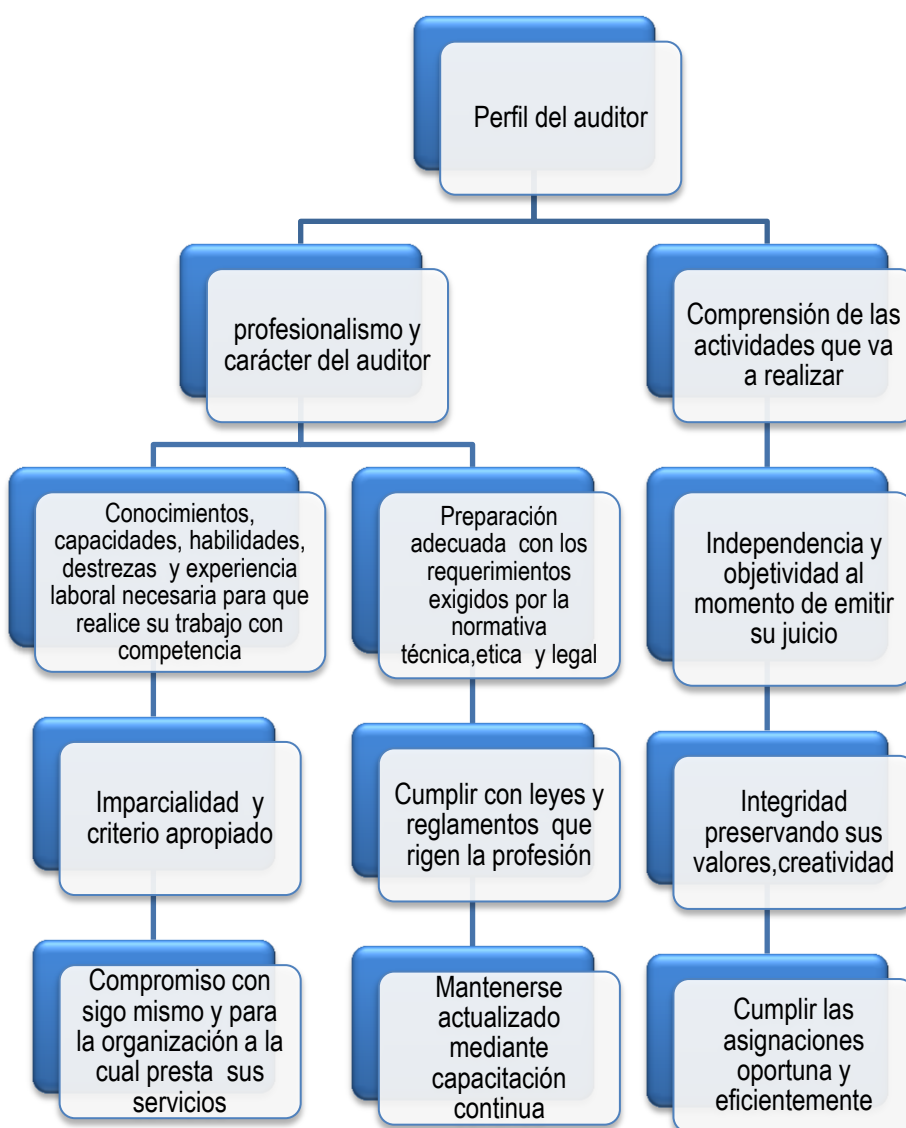 Perfil del auditor
profesionalismo y
carácter del auditor
Comprensión de las
actividades que va
a realizar
Conocimientos,
capacidades, habilidades,
destrezas y experiencia
laboral necesaria para que
realice su trabajo con
competencia
Preparación
adecuada con los
requerimientos
exigidos por la
normativa
técnica,etica y legal
Independencia y
objetividad al
momento de emitir
su juicio
Imparcialidad y
criterio apropiado
Cumplir con leyes y
reglamentos que
rigen la profesión
Integridad
preservando sus
valores,creatividad
Compromiso con
sigo mismo y para
la organización a la
cual presta sus
servicios
Mantenerse
actualizado
mediante
capacitación
continua
Cumplir las
asignaciones
oportuna y
eficientemente